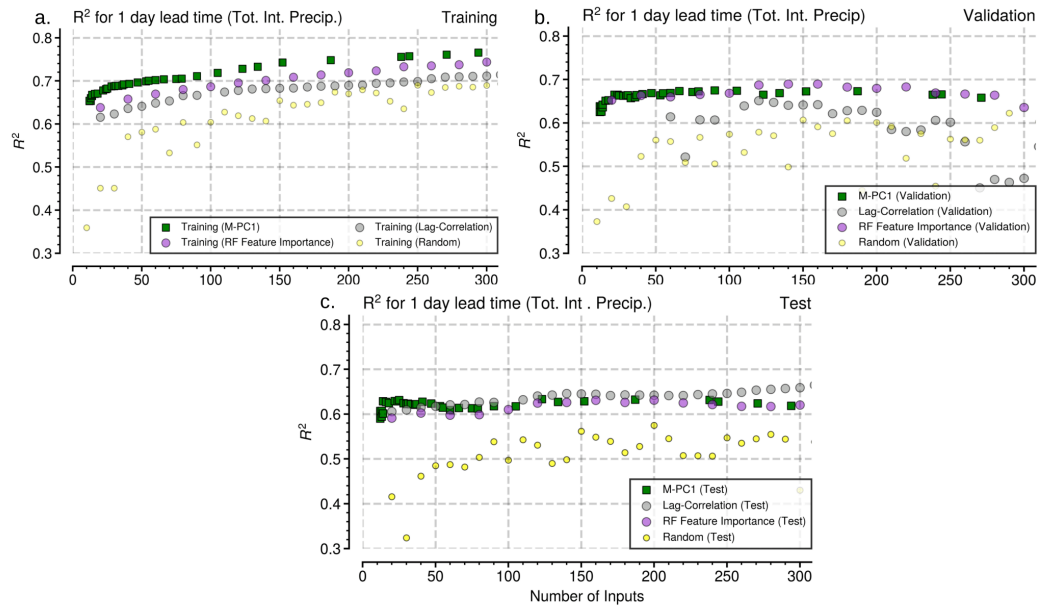 a.
R² for 1 day lead time (Tot. Int. Precip.)
Training
0.8
0.7
0.6
0.5
0.4
0.3
R²
Training (M-PC1)
Training (Lag-Correlation)
Training (RF Feature Importance)
Training (Random)
0 50 100 150 200 250 300
b.
R² for 1 day lead time (Tot. Int. Precip)
Validation
0.8
0.7
0.6
0.5
0.4
0.3
R²
M-PC1 (Validation)
Lag-Correlation (Validation)
RF Feature Importance (Validation)
Random (Validation)
0 50 100 150 200 250 300
c.
R² for 1 day lead time (Tot. Int . Precip.)
Test
0.8
0.7
0.6
0.5
0.4
0.3
R²
M-PC1 (Test)
Lag-Correlation (Test)
RF Feature Importance (Test)
Random (Test)
0 50 100 150 200 250 300
Number of Inputs